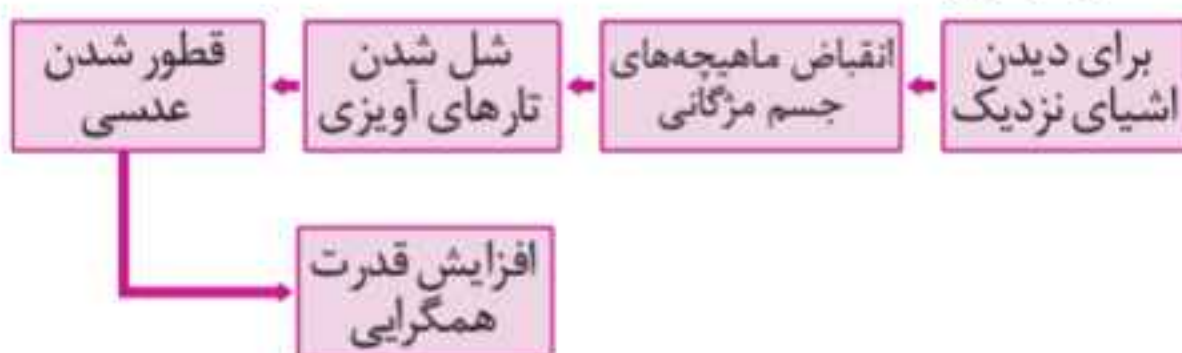 برای دیدن
اشیای نزدیک
انقباض ماهیچه‌های
جسم مژگانی
شل شدن
تارهای آویزی
قطور شدن
عدسی
افزایش قدرت
همگرایی